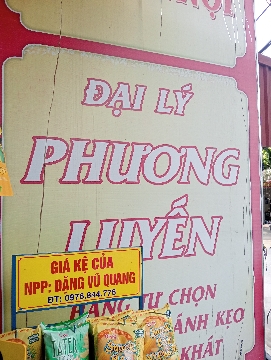 ĐẠI LÝ
PHƯƠNG
LUYẾN
GIÁ KỆ CỦA
NPP: ĐẶNG VŨ QUANG
ĐT: 0976.844.776
HÀNG TỰ CHỌN
ÁNH KẸO
KHÁT